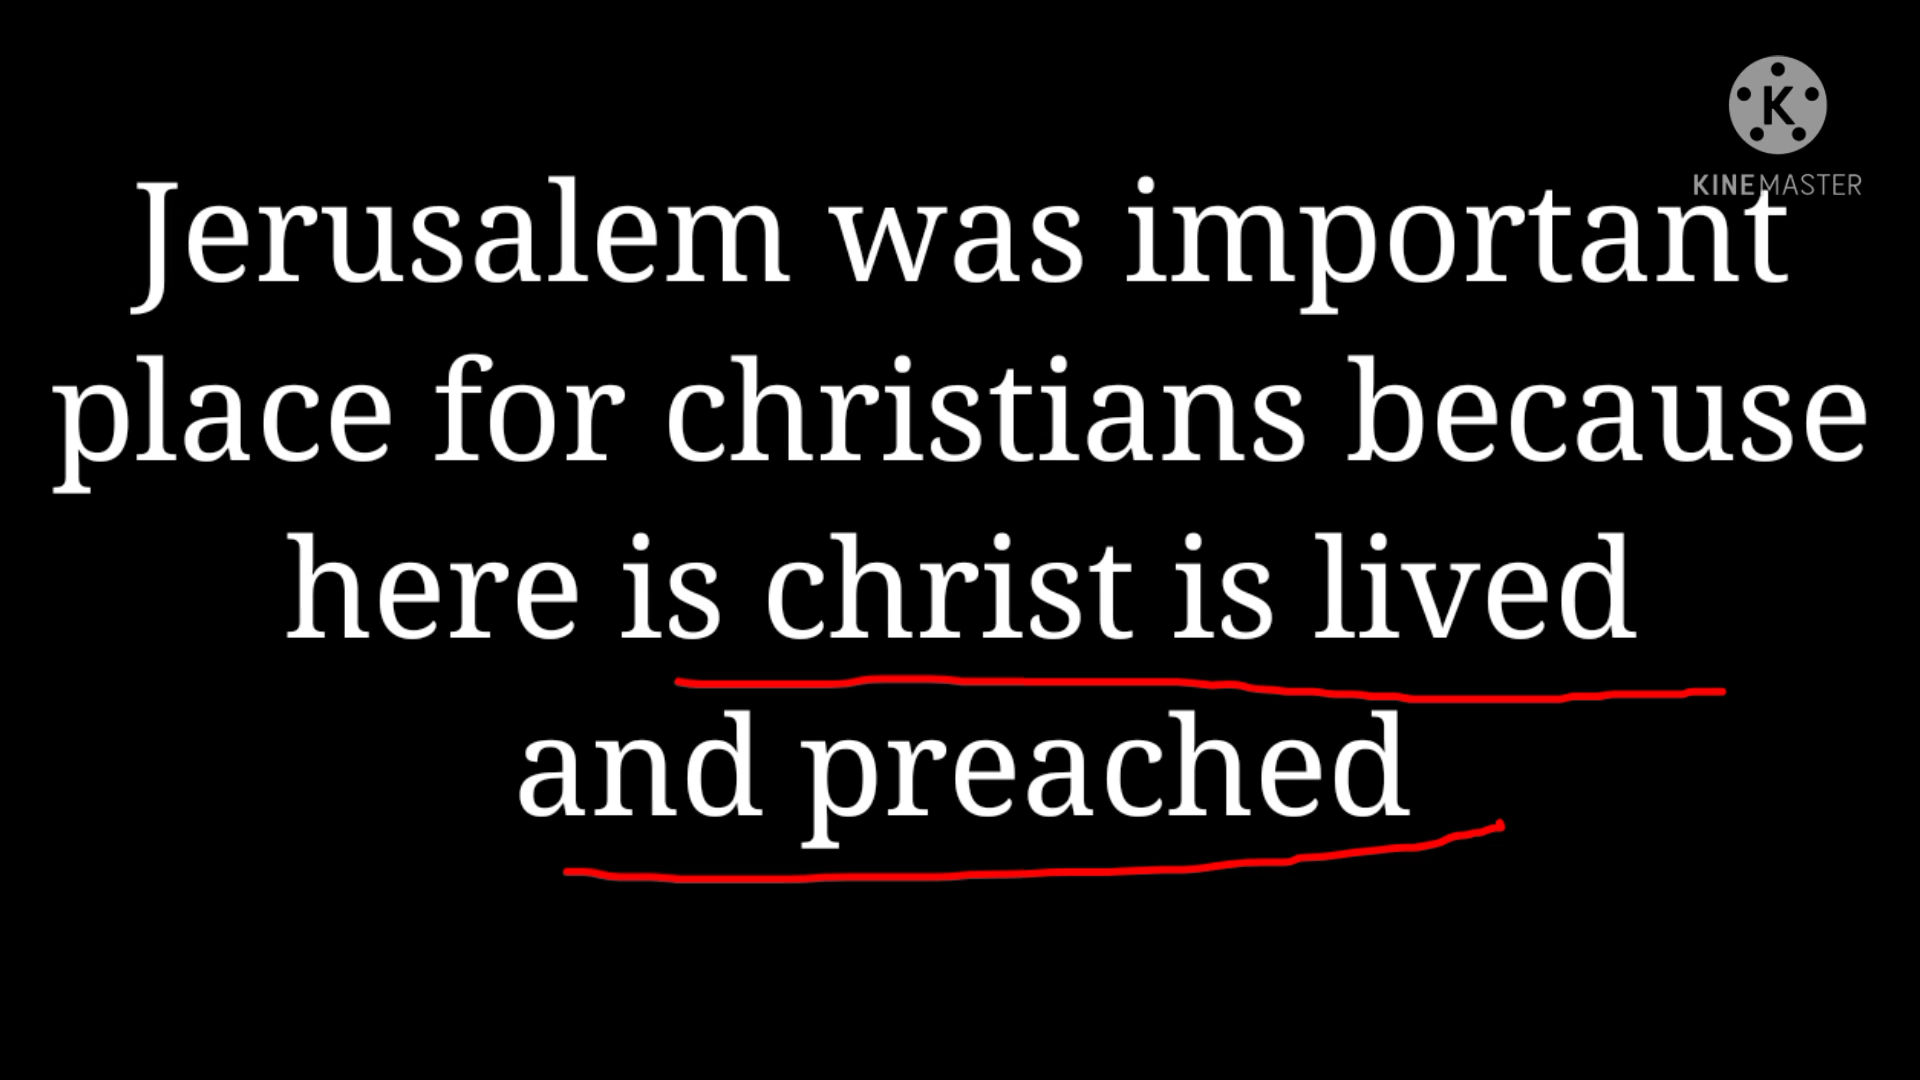 K
KINEMASTER
Jerusalem was important
place for christians because
here is christ is lived
and preached